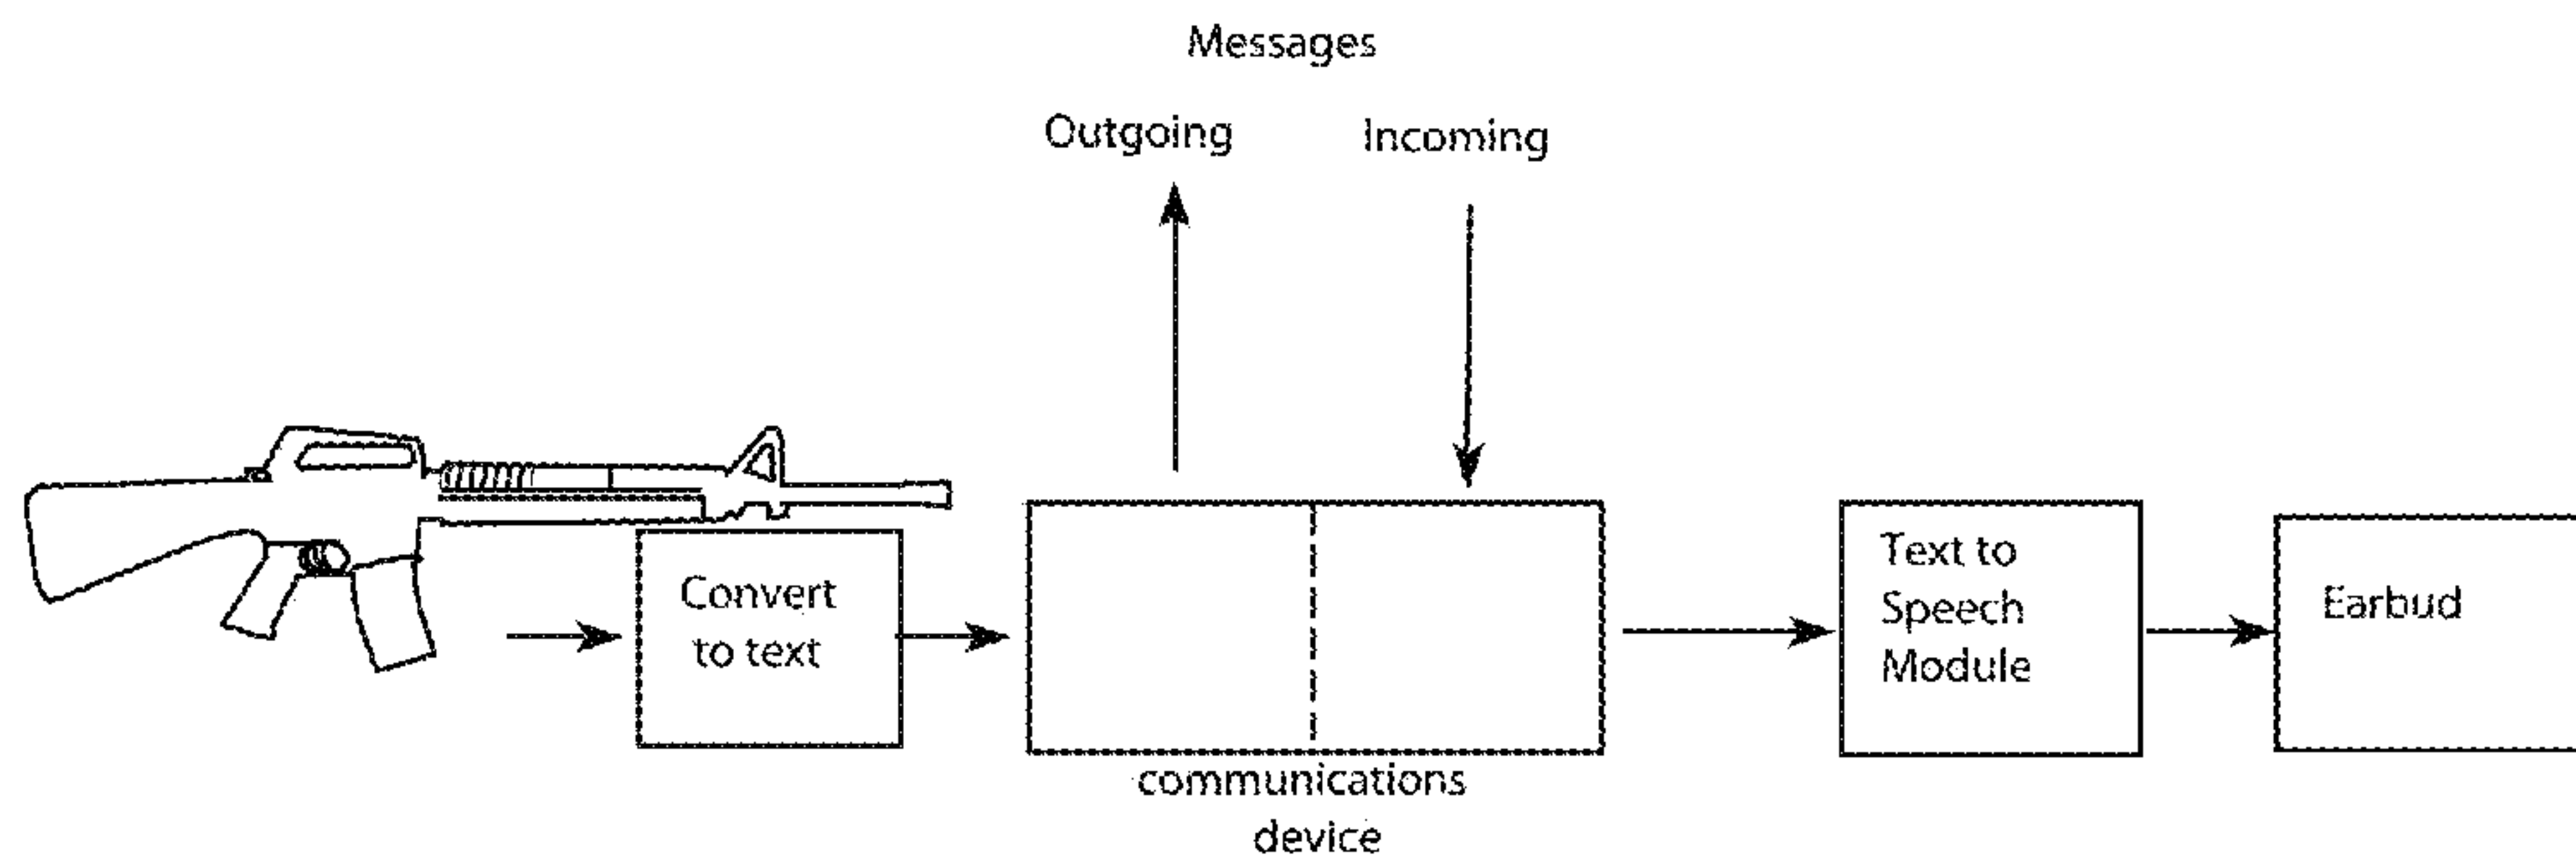 Messages
Outgoing
Incoming
Convert
to text
communications
device
Text to
Speech
Module
Earbud